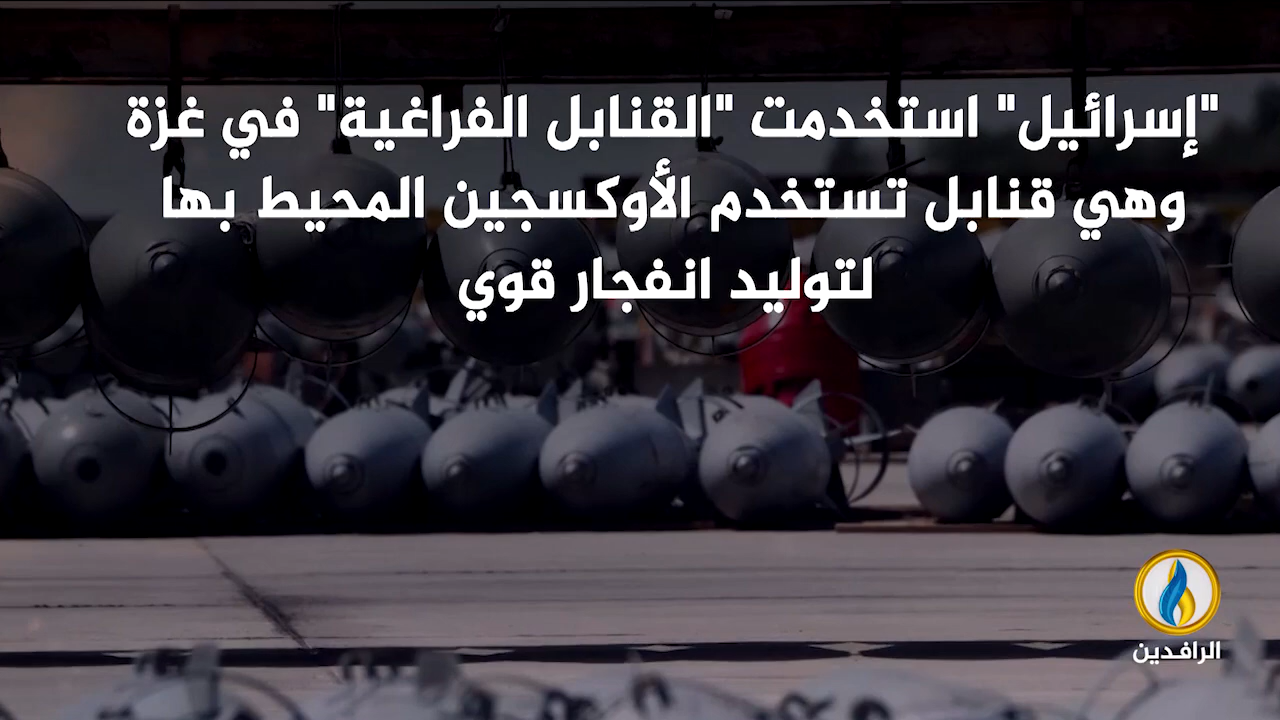 "إسرائيل" استخدمت "القنابل الفراغية" في غزة
وهي قنابل تستخدم الأوكسجين المحيط بها
لتوليد انفجار قوي
الرافدين